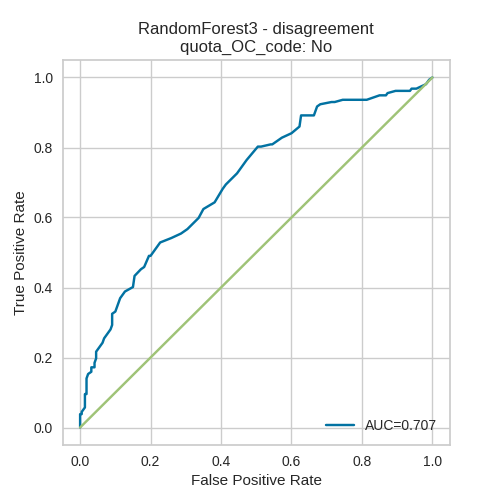 RandomForest3 - disagreement
quota_OC_code: No
True Positive Rate
1.0
0.8
0.6
0.4
0.2
0.0
AUC=0.707
0.0 0.2 0.4 0.6 0.8 1.0
False Positive Rate